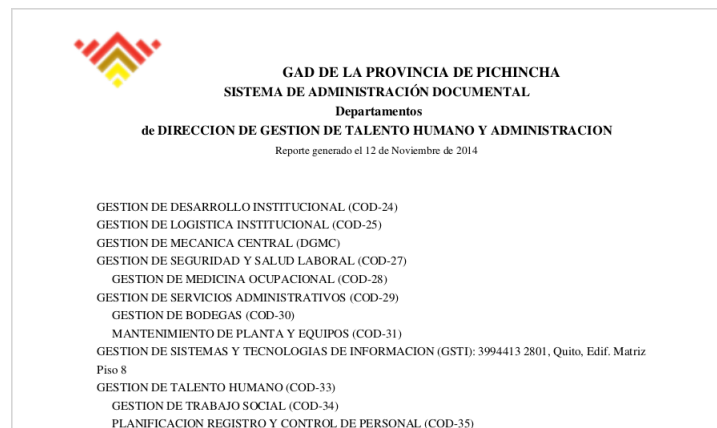 GAD DE LA PROVINCIA DE PICHINCHA
SISTEMA DE ADMINISTRACIÓN DOCUMENTAL
Departamentos
de DIRECCION DE GESTION DE TALENTO HUMANO Y ADMINISTRACION
Reporte generado el 12 de Noviembre de 2014
GESTION DE DESARROLLO INSTITUCIONAL (COD-24)
GESTION DE LOGISTICA INSTITUCIONAL (COD-25)
GESTION DE MECANICA CENTRAL (DGMC)
GESTION DE SEGURIDAD Y SALUD LABORAL (COD-27)
GESTION DE MEDICINA OCUPACIONAL (COD-28)
GESTION DE SERVICIOS ADMINISTRATIVOS (COD-29)
GESTION DE BODEGAS (COD-30)
MANTENIMIENTO DE PLANTA Y EQUIPOS (COD-31)
GESTION DE SISTEMAS Y TECNOLOGIAS DE INFORMACION (GSTI): 3994413 2801, Quito, Edif. Matriz
Piso 8
GESTION DE TALENTO HUMANO (COD-33)
GESTION DE TRABAJO SOCIAL (COD-34)
PLANIFICACION REGISTRO Y CONTROL DE PERSONAL (COD-35)